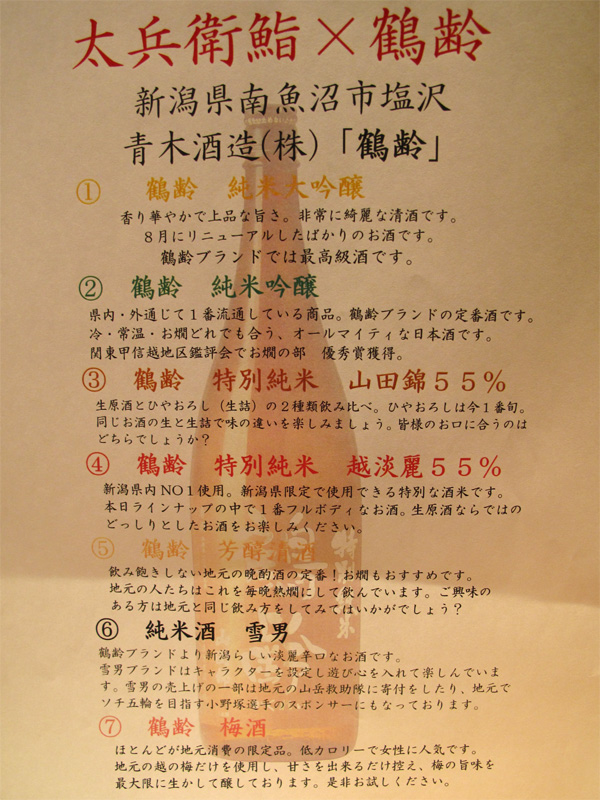 太兵衛鮨×鶴齢
新潟県南魚沼市塩沢
青木酒造(株)「鶴齢」
① 鶴齢 純米大吟醸
香り華やかで上品な旨さ。非常に綺麗な清酒です。
８月にリニューアルしたばかりのお酒です。
鶴齢ブランドでは最高級酒です。
② 鶴齢 純米吟醸
県内・外通じて１番流通している商品。鶴齢ブランドの定番酒です。
冷・常温・お燗どれでも合う、オールマイティな日本酒です。
関東甲信越地区鑑評会でお燗の部 優秀賞獲得。
③ 鶴齢 特別純米 山田錦５５％
生原酒とひやおろし（生詰）の２種類飲み比べ。ひやおろしは今１番旬。
同じお酒の生と生詰で味の違いを楽しみましょう。皆様のお口に合うのは
どちらでしょうか？
④ 鶴齢 特別純米 越淡麗５５％
新潟県内ＮＯ１使用。新潟県限定で使用できる特別な酒米です。
本日ラインナップの中で１番フルボディなお酒。生原酒ならではの
どっしりとしたお酒をお楽しみください。
⑤ 鶴齢 芳醇清酒
飲み飽きしない地元の晩酌酒の定番！お燗もおすすめです。
地元の人たちはこれを毎晩熱燗にして飲んでいます。ご興味の
ある方は地元と同じ飲み方をしてみてはいかがでしょう？
⑥ 純米酒 雪男
鶴齢ブランドより新潟らしい淡麗辛口なお酒です。
雪男ブランドはキャラクターを設定し遊び心を入れて楽しんでいま
す。雪男の売上げの一部は地元の山岳救助隊に寄付をしたり、地元で
ソチ五輪を目指す小野塚選手のスポンサーにもなっております。
⑦ 鶴齢 梅酒
ほとんどが地元消費の限定品。低カロリーで女性に人気です。
地元の越の梅だけを使用し、甘さを出来るだけ控え、梅の旨味を
最大限に生かして醸しております。是非お試しください。